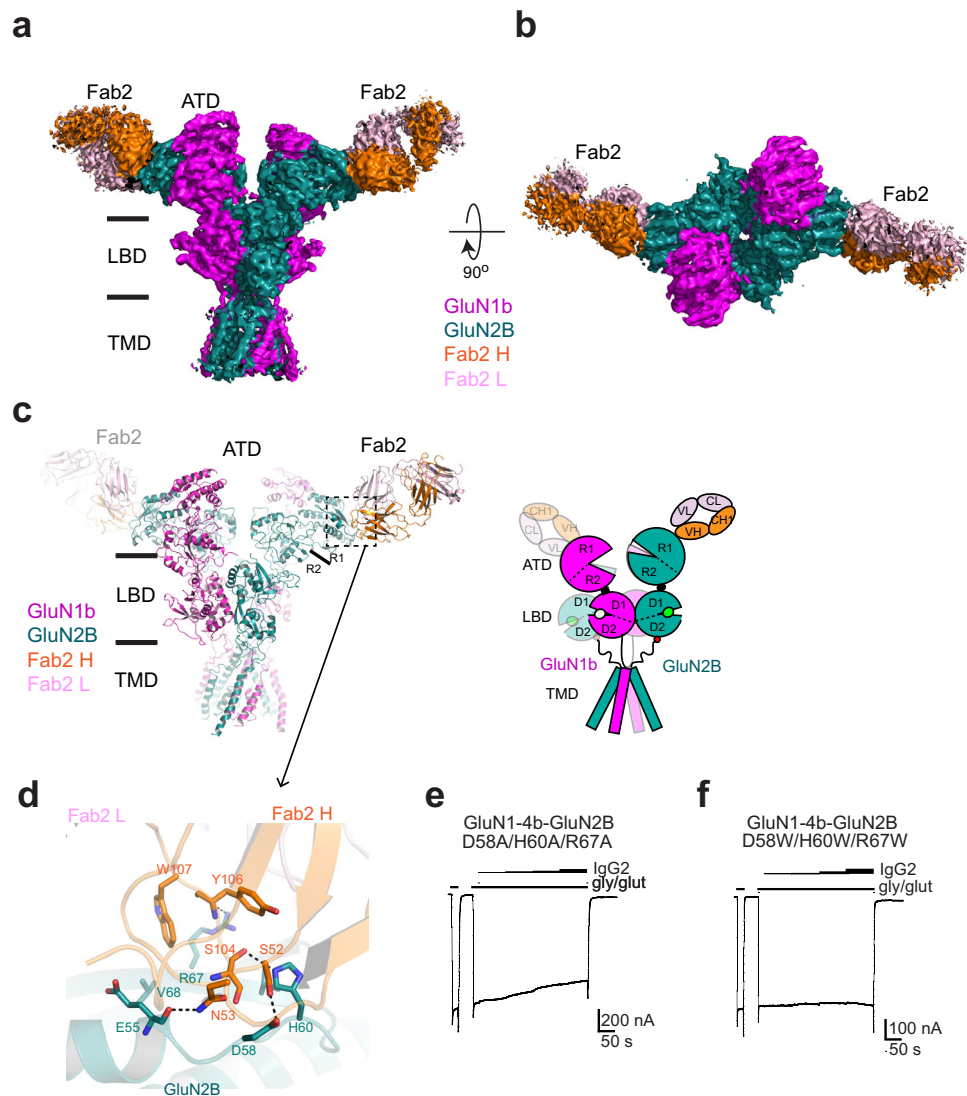 a
b
Fab2
ATD
Fab2
Fab2
Fab2
LBD
TMD
90o
GluN1b
GluN2B
Fab2 H
Fab2 L
c
Fab2
ATD
Fab2
R2
R1
LBD
TMD
GluN1b
GluN2B
Fab2 H
Fab2 L
CH1
CL
VH
VL
VL
CL
VH
CH1
ATD
R1
R2
R1
R2
LBD
D1
D2
D1
D2
D1
D2
GluN1b
GluN2B
TMD
d
Fab2 L
Fab2 H
W107
Y106
S104
S52
R67
V68
N53
E55
H60
D58
GluN2B
e
GluN1-4b-GluN2B
D58A/H60A/R67A
IgG2
gly/glut
200 nA
50 s
f
GluN1-4b-GluN2B
D58W/H60W/R67W
IgG2
gly/glut
100 nA
50 s